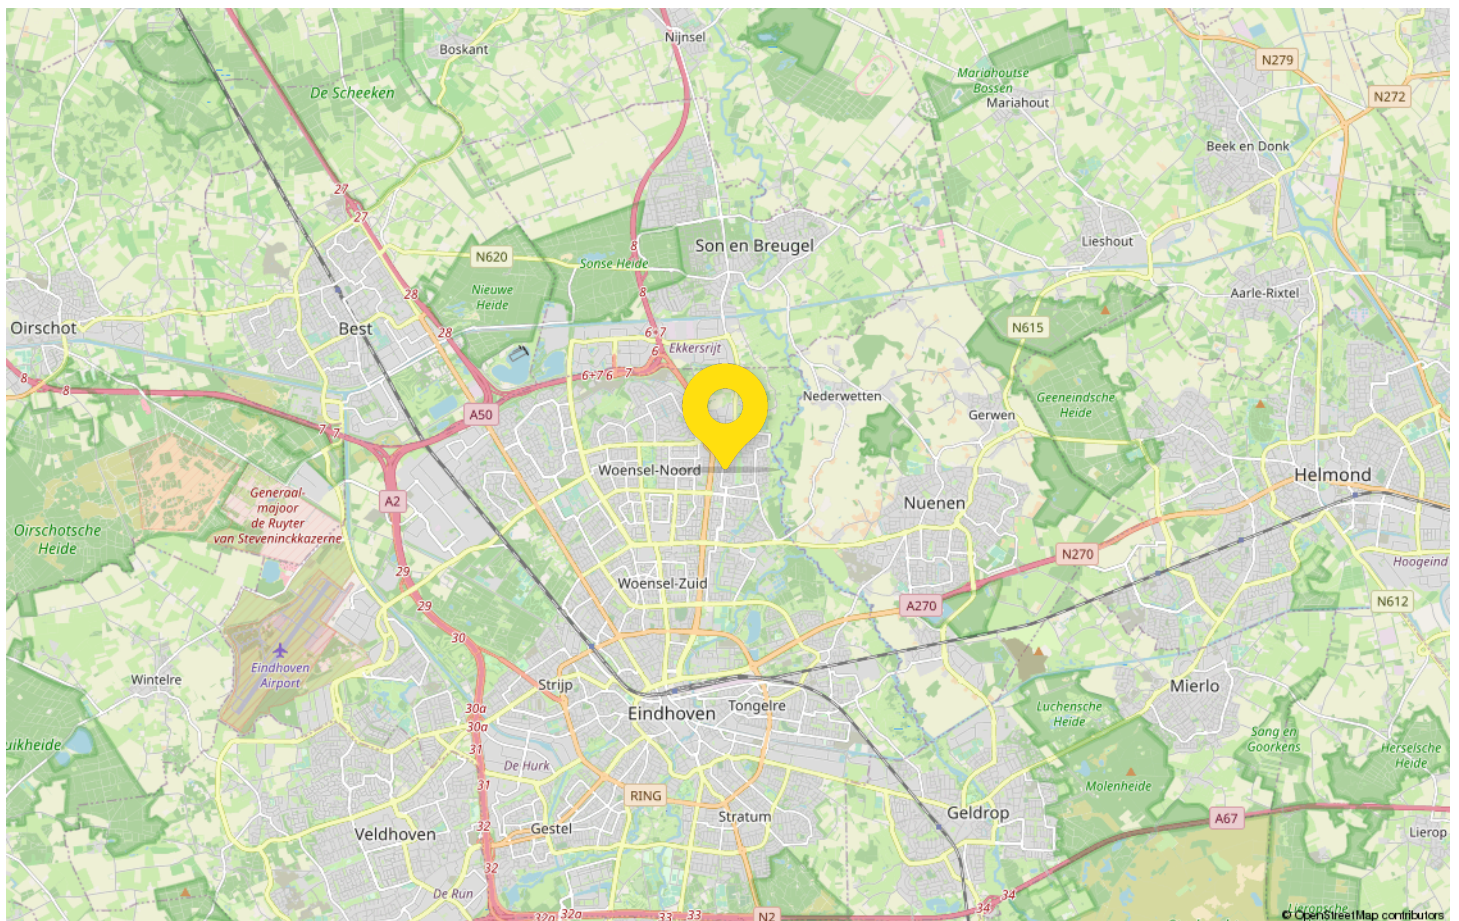 Boskant
Nijnsel
N279
De Scheeken
Mariahoutse
Bossen
Mariahout
N272
Beek en Donk
27
27
Son en Breugel
Lieshout
8
N620
Sonse Heide
Nieuwe
Heide
28
8
Aarle-Rixtel
Oirschot
Best
28
6+7
N615
6
Ekkersrijt
8
8
6+7
6
7
Nederwetten
Geeneindsche
Heide
A50
Gerwen
7
7
Woensel-Noord
Helmond
Generaal-
majoor
de Ruyter
van Steveninckkazerne
A2
Nuenen
Oirschotsche
Heide
N270
Hoogeind
29
Woensel-Zuid
29
A270
N612
30
Eindhoven
Airport
Wintelre
Strijp
Mierlo
30a
30a
Eindhoven
Tongelre
Luchensche
Heide
uikheide
31
Sang en
Goorkens
Herselsche
Heide
De Hurk
31
Molenheide
RING
Geldrop
Stratum
A67
32
Gestel
Veldhoven
Lierop
32
De Run
34
34
32a
32a
33
33
N2
Lieronsche
© OpenStreetMap contributors